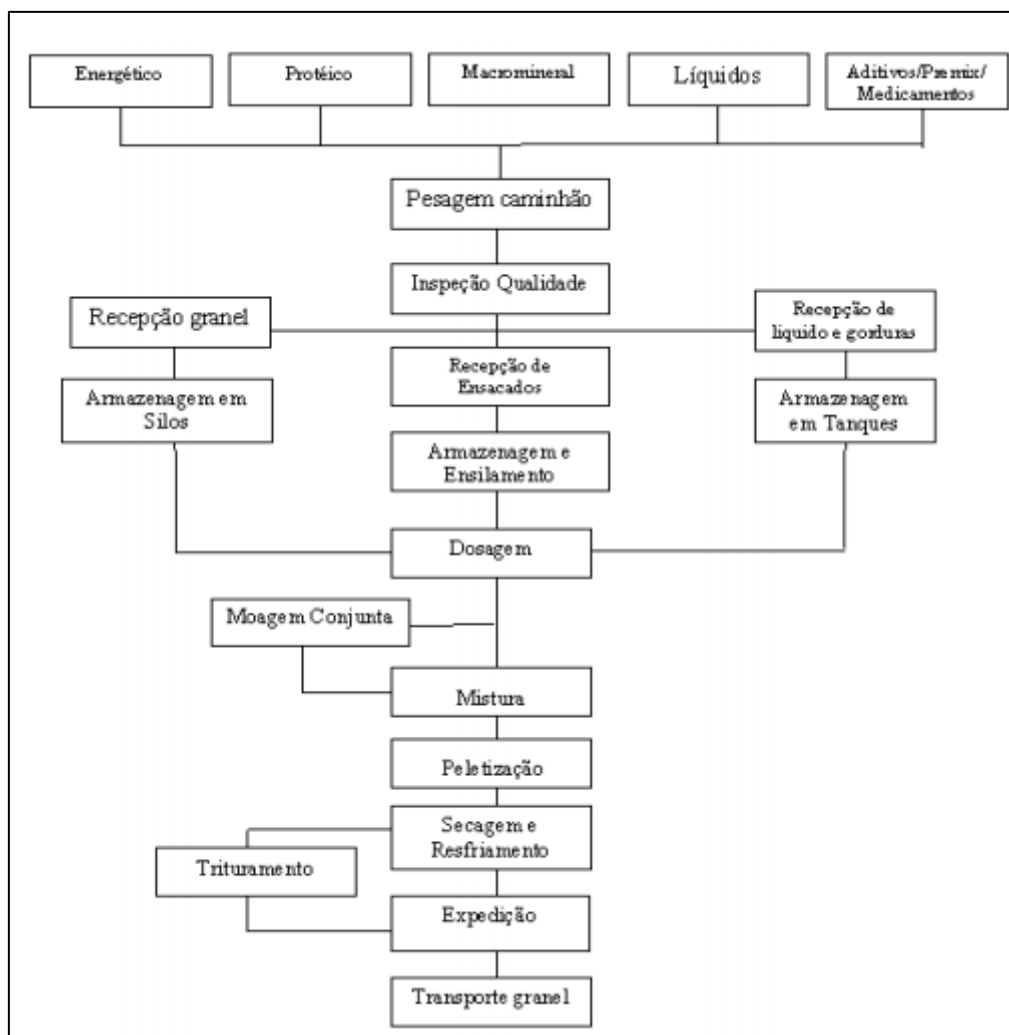 Energético
Protéico
Macromineral
Líquidos
Aditivos/Premix/
Medicamentos
Pesagem caminhão
Inspeção Qualidade
Recepção granel
Recepção de
liquido e gorduras
Recepção de
Ensacados
Armazenagem em
Silos
Armazenagem
em Tanques
Armazenagem e
Ensilamento
Dosagem
Moagem Conjunta
Mistura
Peletização
Secagem e
Resfriamento
Trituramento
Expedição
Transporte granel